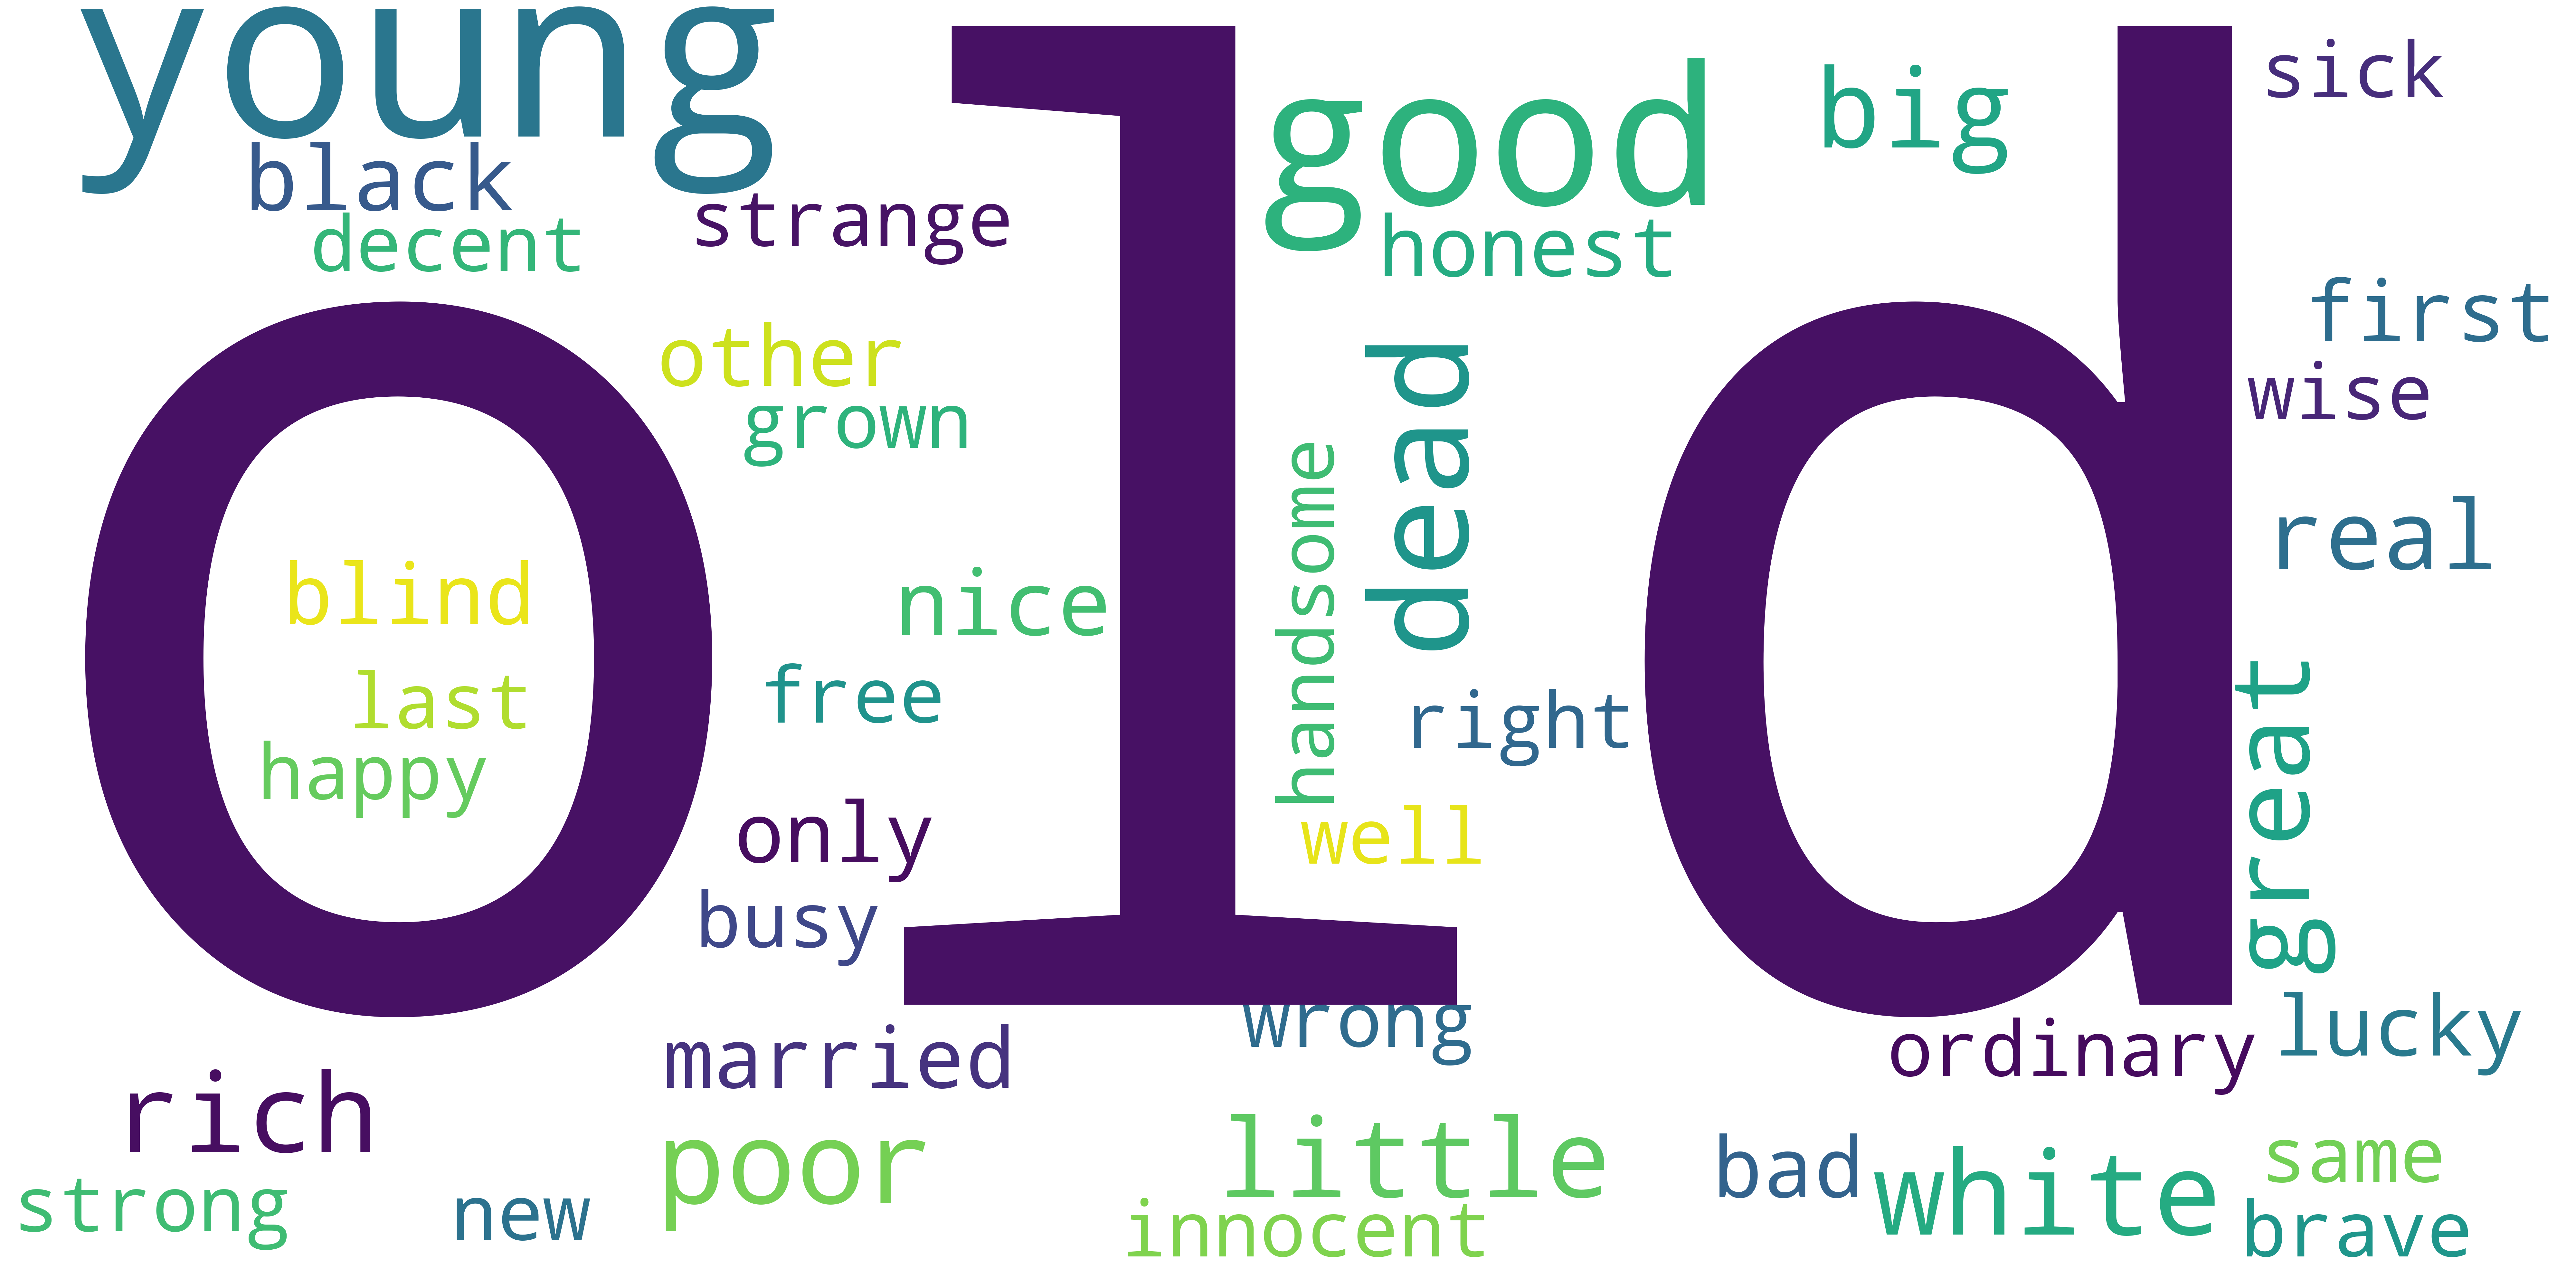 young
old
good
big
sick
black
strange
decent
honest
first
other
wise
grown
dead
handsome
real
blind
nice
last
free
right
great
happy
only
well
busy
wrong
lucky
ordinary
married
rich
poor
little
bad
white
same
strong
new
innocent
brave